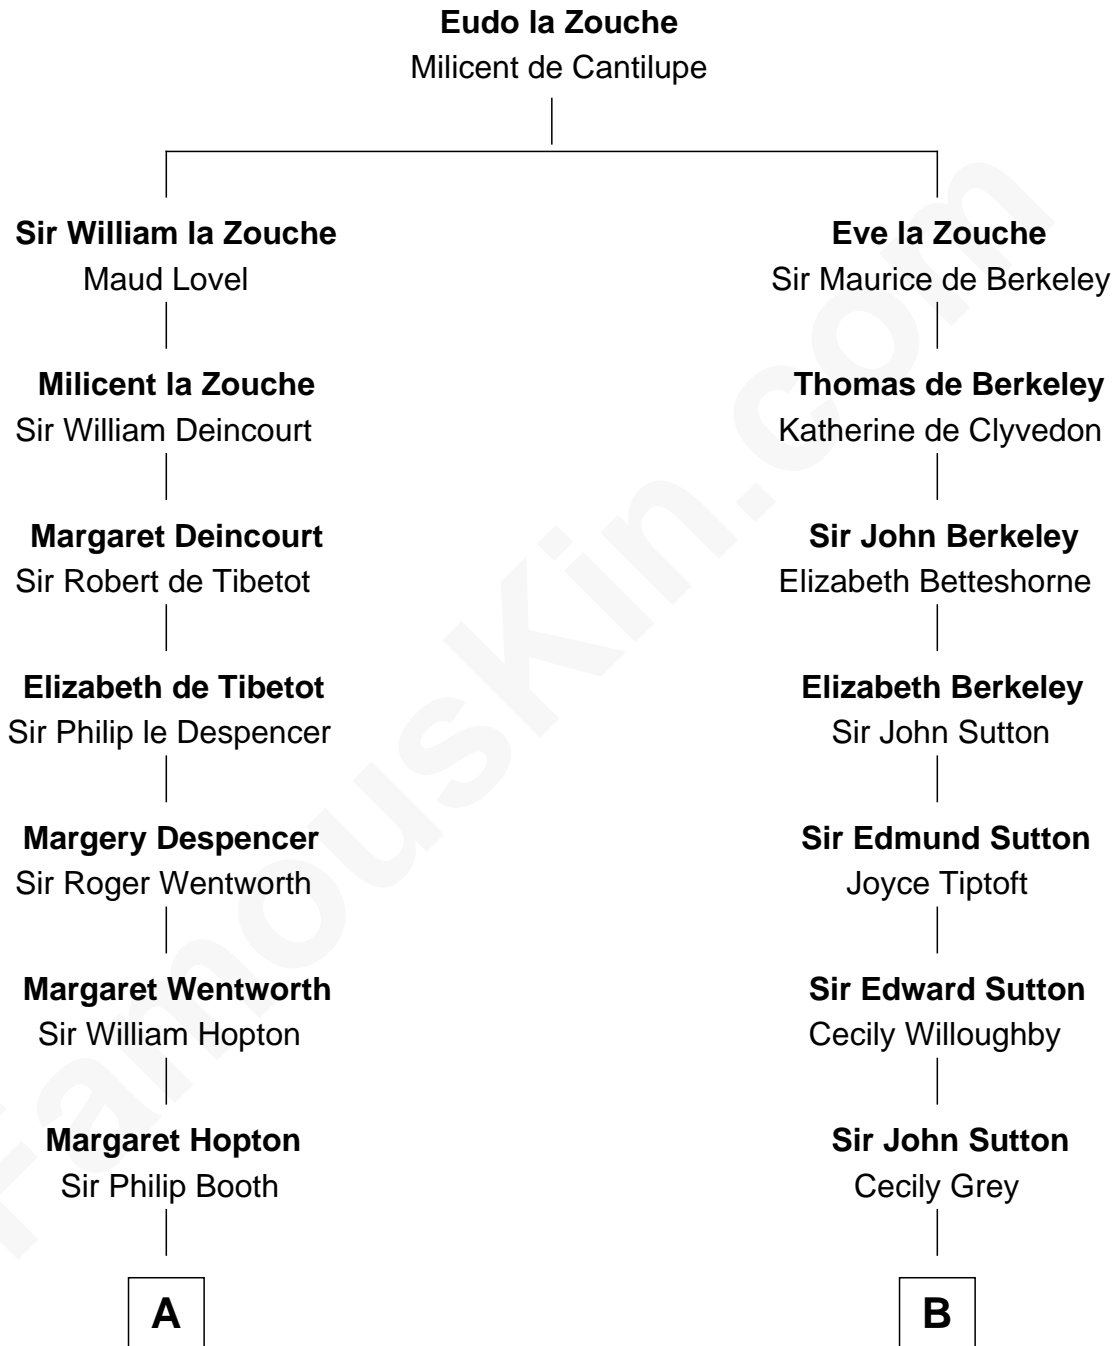 Eudo la Zouche
Milicent de Cantilupe
Sir William la Zouche
Maud Lovel
Eve la Zouche
Sir Maurice de Berkeley
Milicent la Zouche
Sir William Deincourt
Thomas de Berkeley
Katherine de Clyvedon
Margaret Deincourt
Sir Robert de Tibetot
Sir John Berkeley
Elizabeth Betteshorne
Elizabeth de Tibetot
Sir Philip le Despencer
Elizabeth Berkeley
Sir John Sutton
Margery Despencer
Sir Roger Wentworth
Sir Edmund Sutton
Joyce Tiptoft
Margaret Wentworth
Sir William Hopton
Sir Edward Sutton
Cecily Willoughby
Margaret Hopton
Sir Philip Booth
Sir John Sutton
Cecily Grey
A
B
FamousKin.com